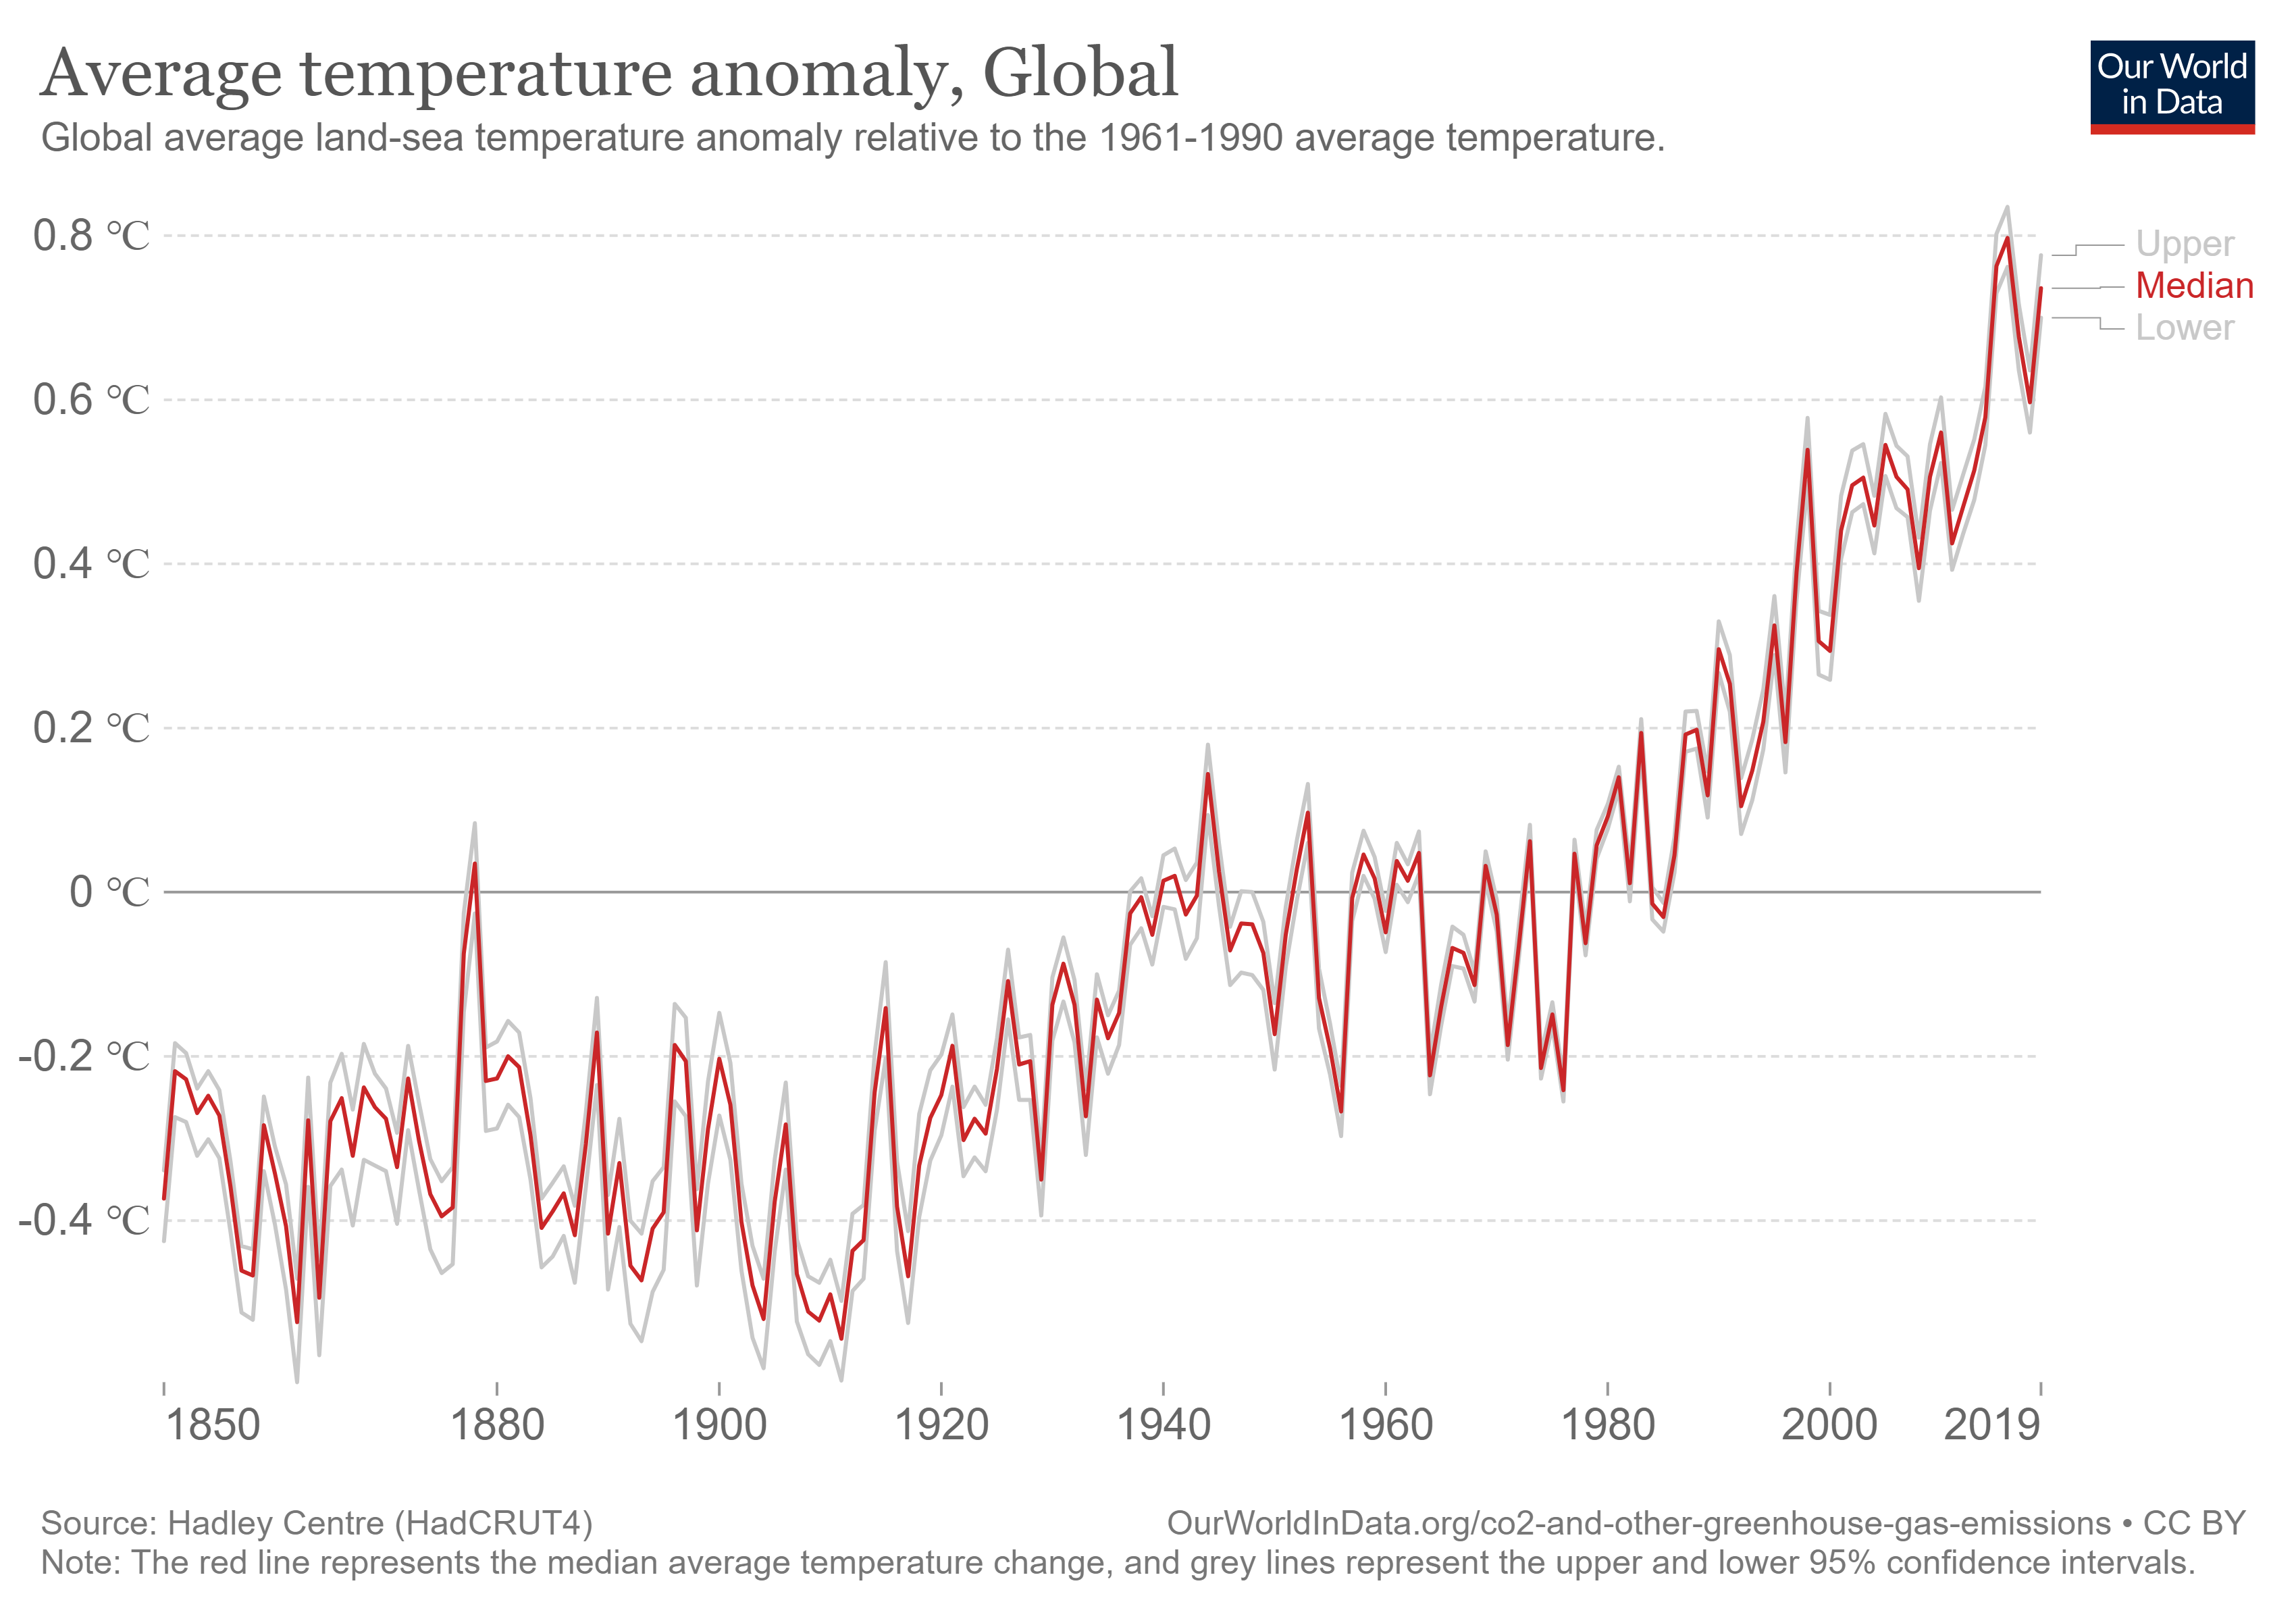 Average temperature anomaly, Global
Global average land-sea temperature anomaly relative to the 1961-1990 average temperature.
Our World
in Data
0.8 °C
0.6 °C
0.4 °C
0.2 °C
0 °C
-0.2 °C
-0.4 °C
Upper
Median
Lower
1850 1880 1900 1920 1940 1960 1980 2000 2019
Source: Hadley Centre (HadCRUT4)
OurWorldInData.org/co2-and-other-greenhouse-gas-emissions • CC BY
Note: The red line represents the median average temperature change, and grey lines represent the upper and lower 95% confidence intervals.